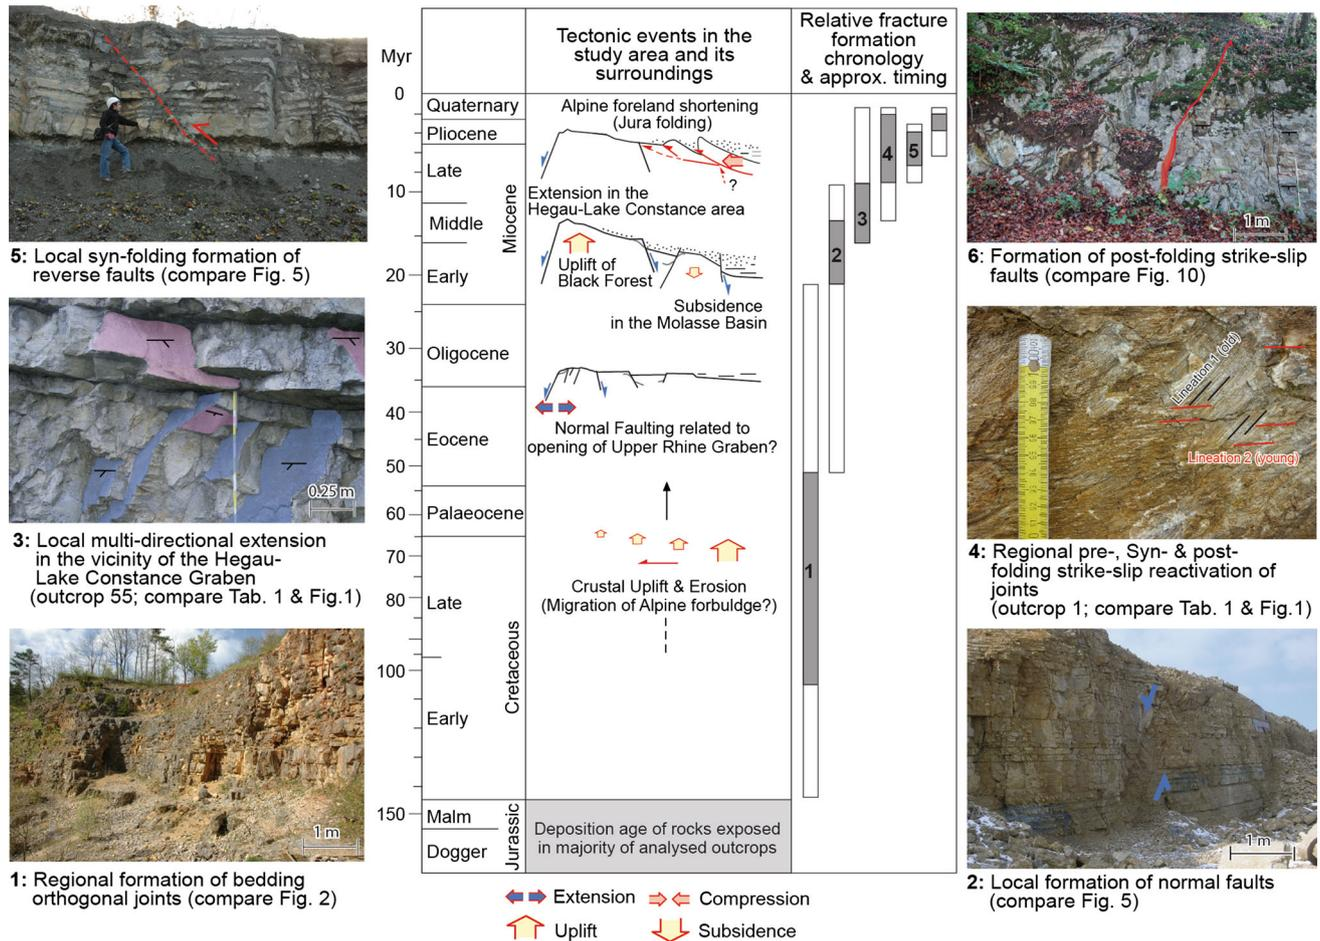 5: Local syn-folding formation of
reverse faults (compare Fig. 5)
0.25 m
3: Local multi-directional extension
in the vicinity of the Hegau-
Lake Constance Graben
(outcrop 55; compare Tab. 1 & Fig.1)
1 m
1: Regional formation of bedding
orthogonal joints (compare Fig. 2)
Myr
0
10
20
30
40
50
60
70
80
100
150
Quaternary
Pliocene
Late
Middle
Early
Miocene
Oligocene
Eocene
Palaeocene
Late
Early
Cretaceous
Malm
Dogger
Jurassic
Tectonic events in the
study area and its
surroundings
Alpine foreland shortening
(Jura folding)
?
Extension in the
Hegau-Lake Constance area
Uplift of
Black Forest
Subsidence
in the Molasse Basin
Normal Faulting related to
opening of Upper Rhine Graben?
Crustal Uplift & Erosion
(Migration of Alpine forbuldge?)
Deposition age of rocks exposed
in majority of analysed outcrops
Relative fracture
formation
chronology
& approx. timing
1
2
3
4
5
Extension
Compression
Uplift
Subsidence
1 m
6: Formation of post-folding strike-slip
faults (compare Fig. 10)
Lineation 1 (old)
Lineation 2 (young)
4: Regional pre-, Syn- & post-
folding strike-slip reactivation of
joints
(outcrop 1; compare Tab. 1 & Fig.1)
1 m
2: Local formation of normal faults
(compare Fig. 5)